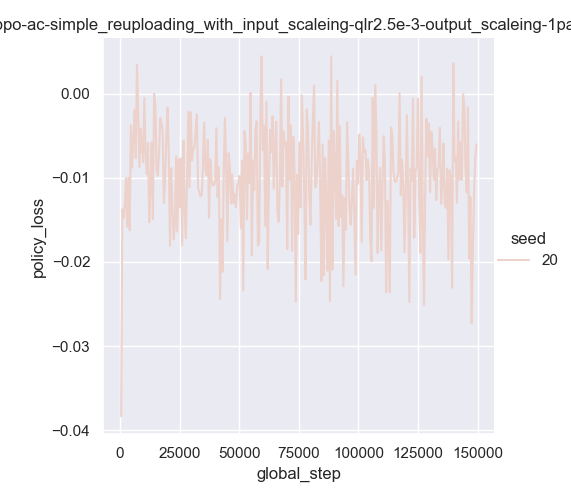 ppo-ac-simple_reuploading_with_input_scaleing-qlr2.5e-3-output_scaleing-1pa
0.00
−0.01
−0.02
−0.03
−0.04
policy_loss
0 25000 50000 75000 100000 125000 150000
global_step
seed
20